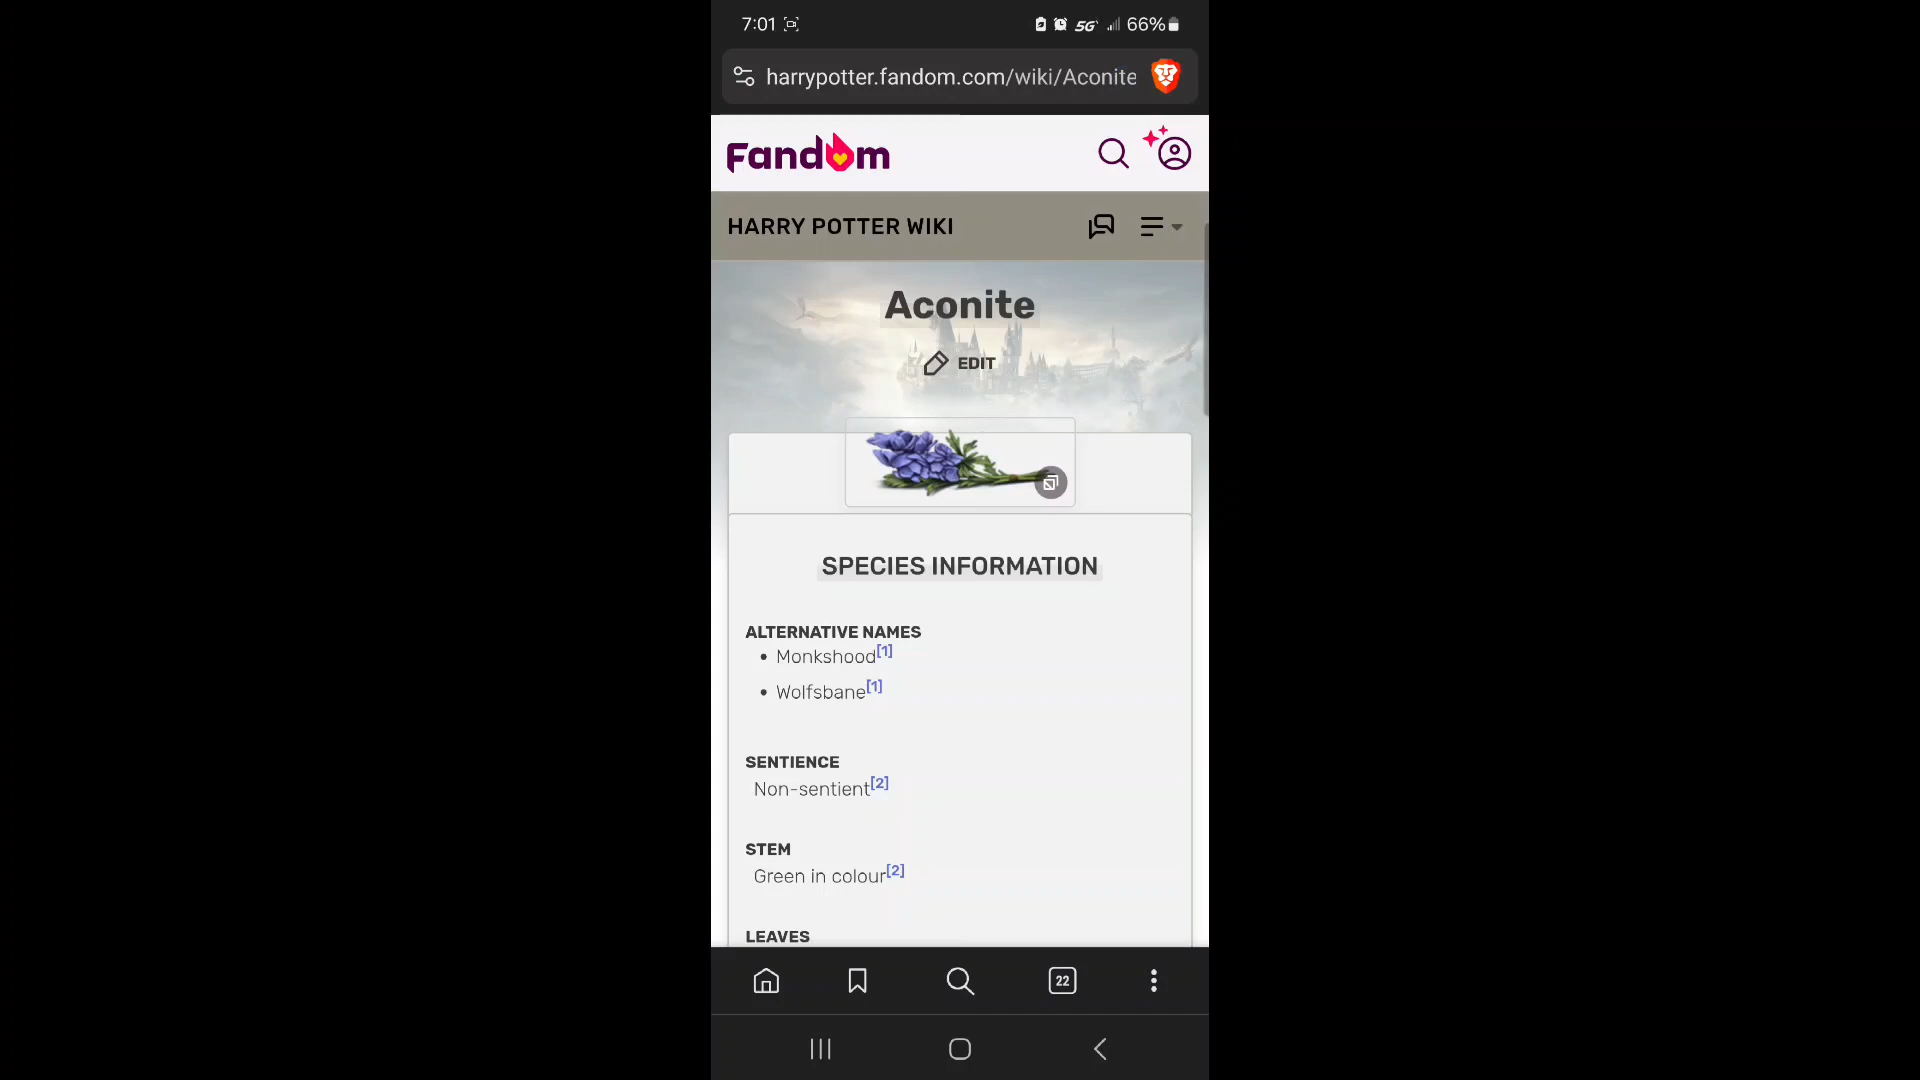 7:01 5G 66%
harrypotter.fandom.com/wiki/Aconite
Fandom
HARRY POTTER WIKI
Aconite
EDIT
SPECIES INFORMATION
ALTERNATIVE NAMES
• Monkshood[1]
• Wolfsbane[1]
SENTIENCE
Non-sentient[2]
STEM
Green in colour[2]
LEAVES
22